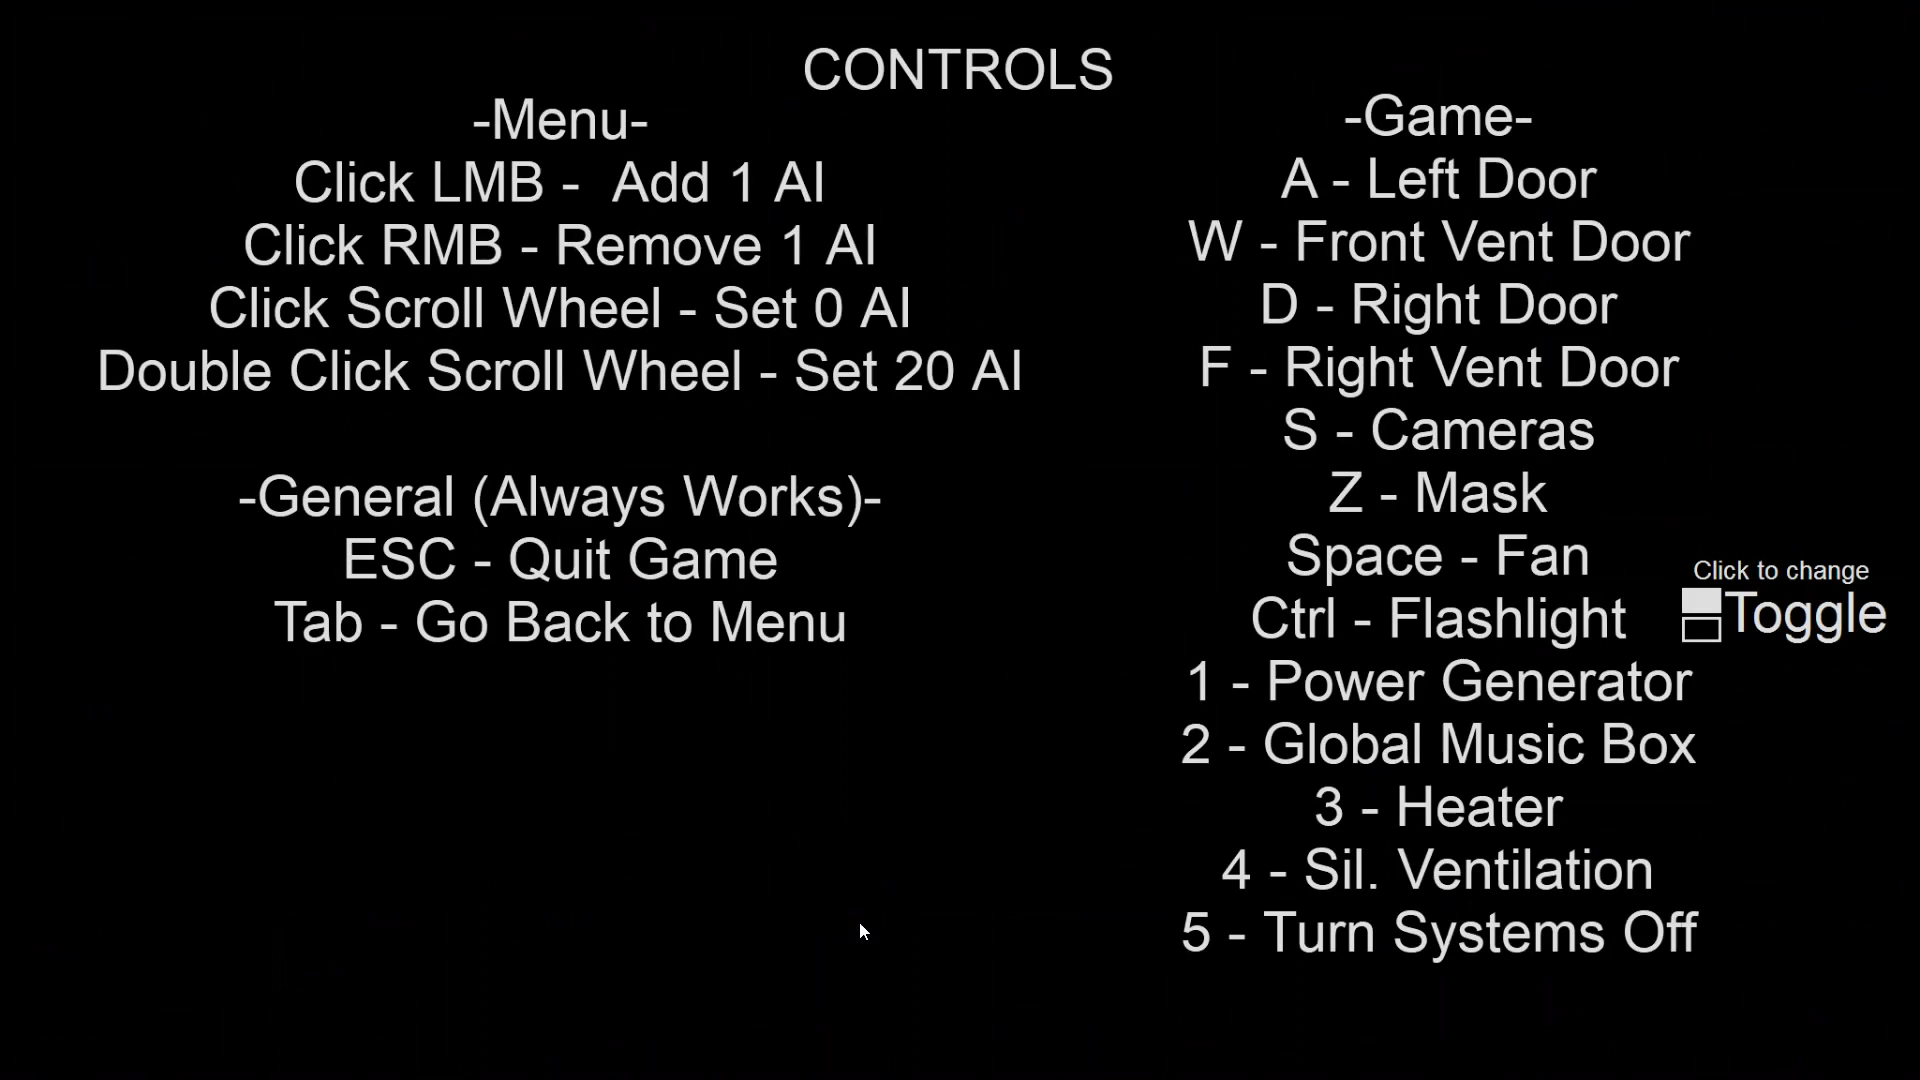 CONTROLS
-Menu-
Click LMB -  Add 1 AI
Click RMB - Remove 1 AI
Click Scroll Wheel - Set 0 AI
Double Click Scroll Wheel - Set 20 AI
-General (Always Works)-
ESC - Quit Game
Tab - Go Back to Menu
-Game-
A - Left Door
W - Front Vent Door
D - Right Door
F - Right Vent Door
S - Cameras
Z - Mask
Space - Fan
Ctrl - Flashlight
Click to change
Toggle
1 - Power Generator
2 - Global Music Box
3 - Heater
4 - Sil. Ventilation
5 - Turn Systems Off